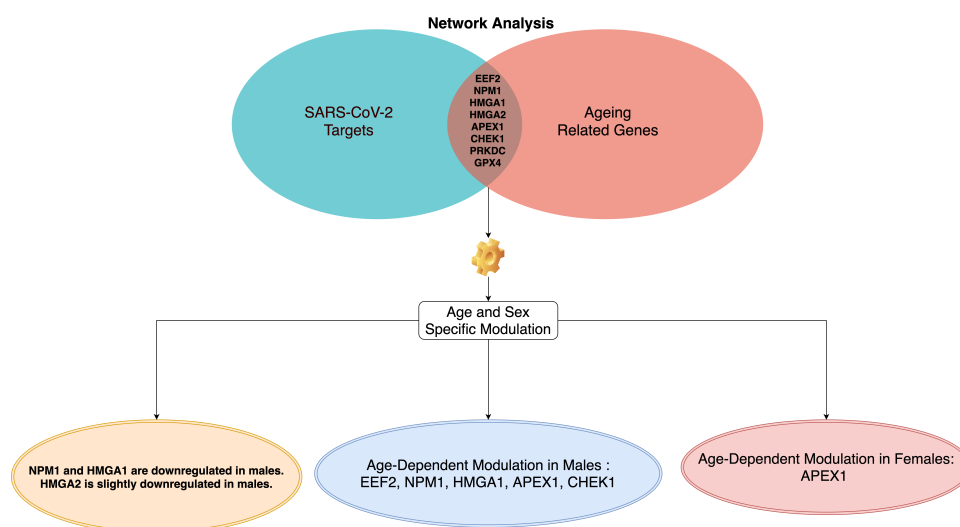 Network Analysis
SARS-CoV-2
Targets
EEF2
NPM1
HMGA1
HMGA2
APEX1
CHEK1
PRKDC
GPX4
Ageing
Related Genes
Age and Sex
Specific Modulation
NPM1 and HMGA1 are downregulated in males.
HMGA2 is slightly downregulated in males.
Age-Dependent Modulation in Males :
EEF2, NPM1, HMGA1, APEX1, CHEK1
Age-Dependent Modulation in Females:
APEX1